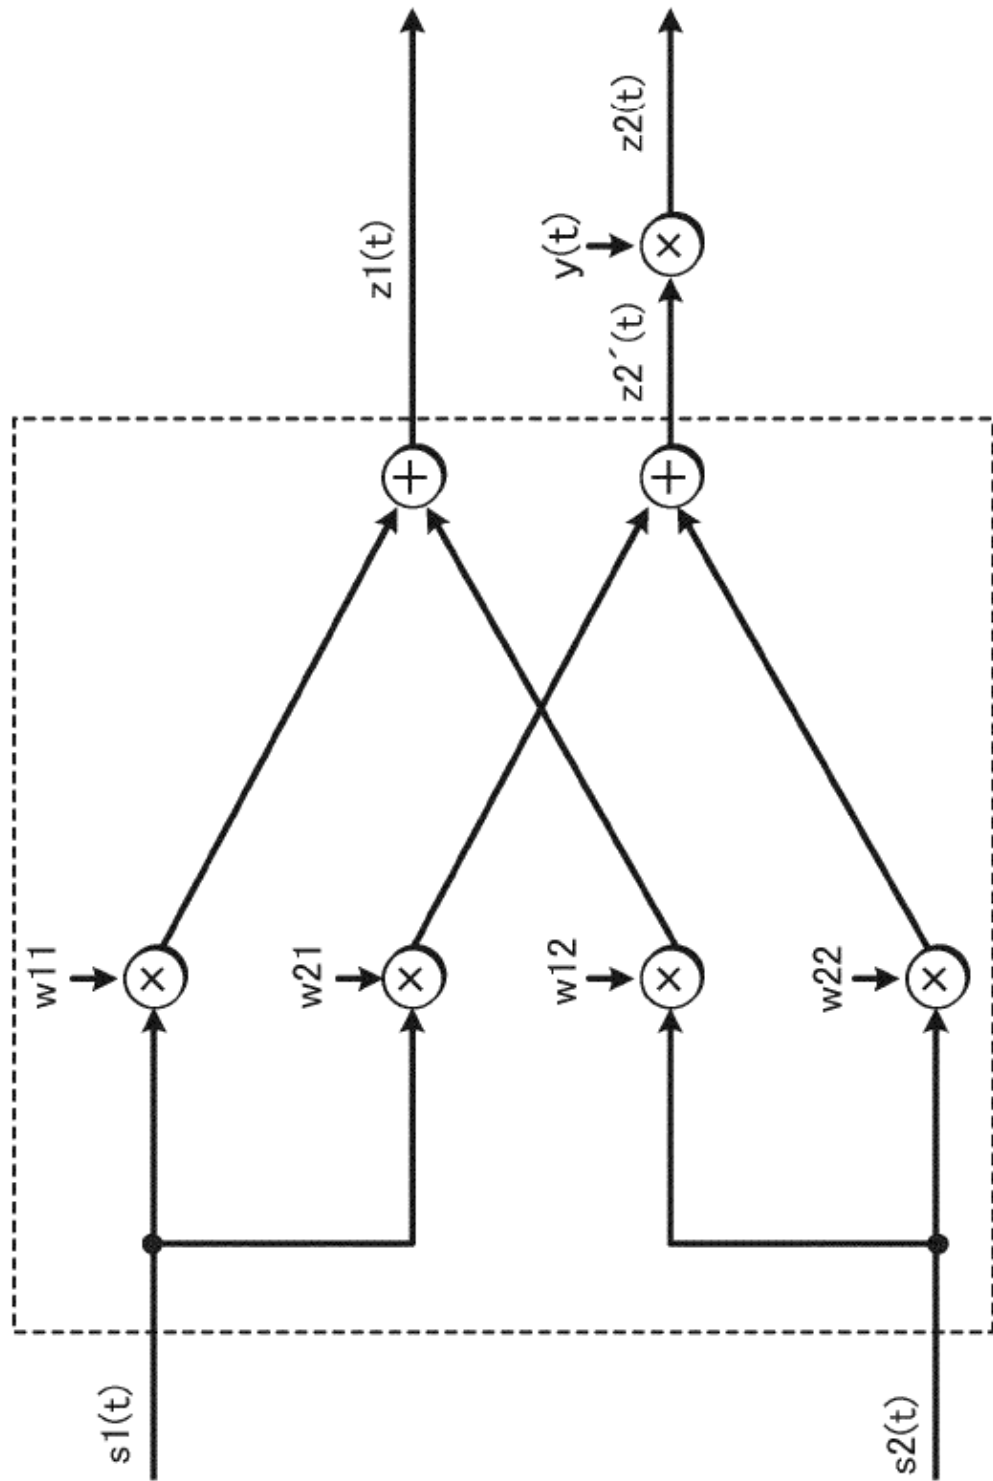 s1(t)
s2(t)
w11
w21
w12
w22
×
×
×
×
+
+
z1(t)
z2´(t)
y(t)
×
z2(t)